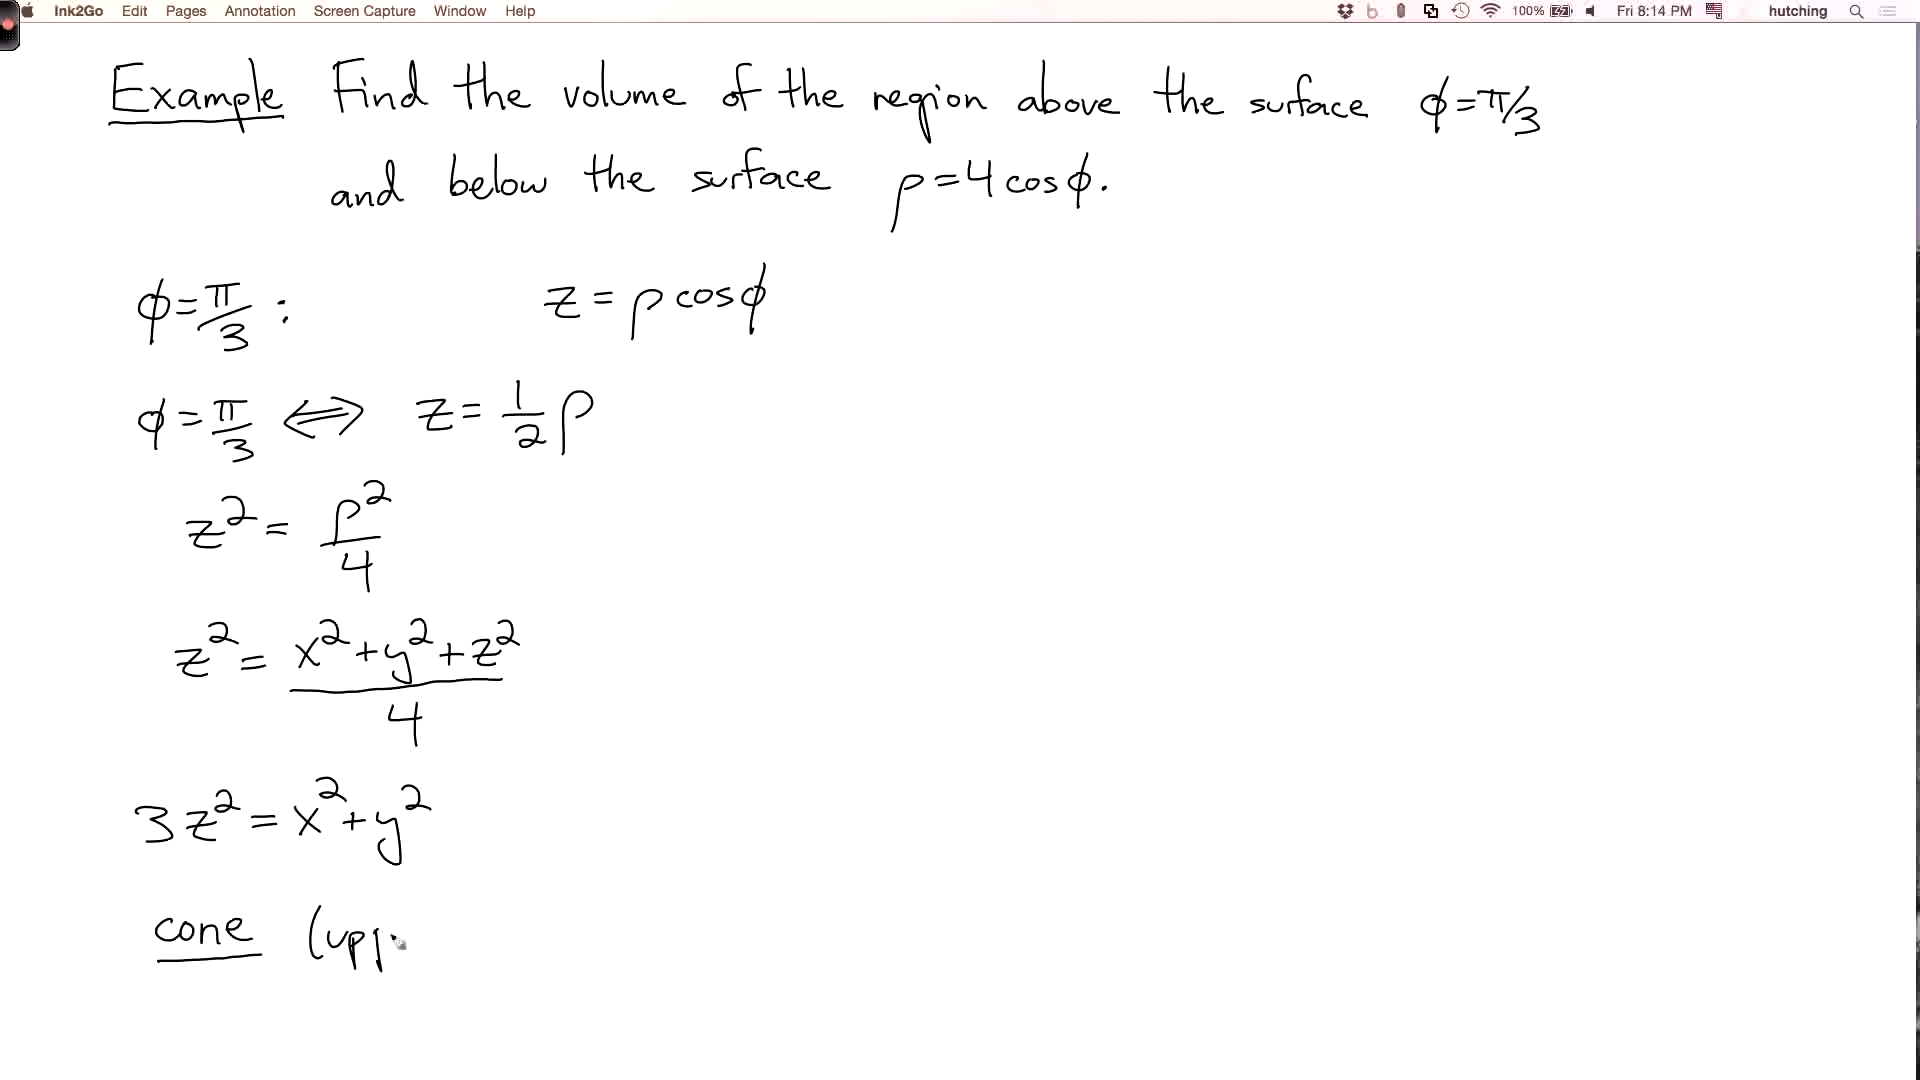 Ink2Go Edit Pages Annotation Screen Capture Window Help 100% Fri 8:14 PM hutching
Example Find the volume of the region above the surface φ=π/3
and below the surface ρ=4cosφ.
φ=π/3 : z=ρcosφ
φ=π/3 ⟺ z=1/2 ρ
z²=ρ²/4
z²=x²+y²+z²/4
3z²=x²+y²
cone (upp